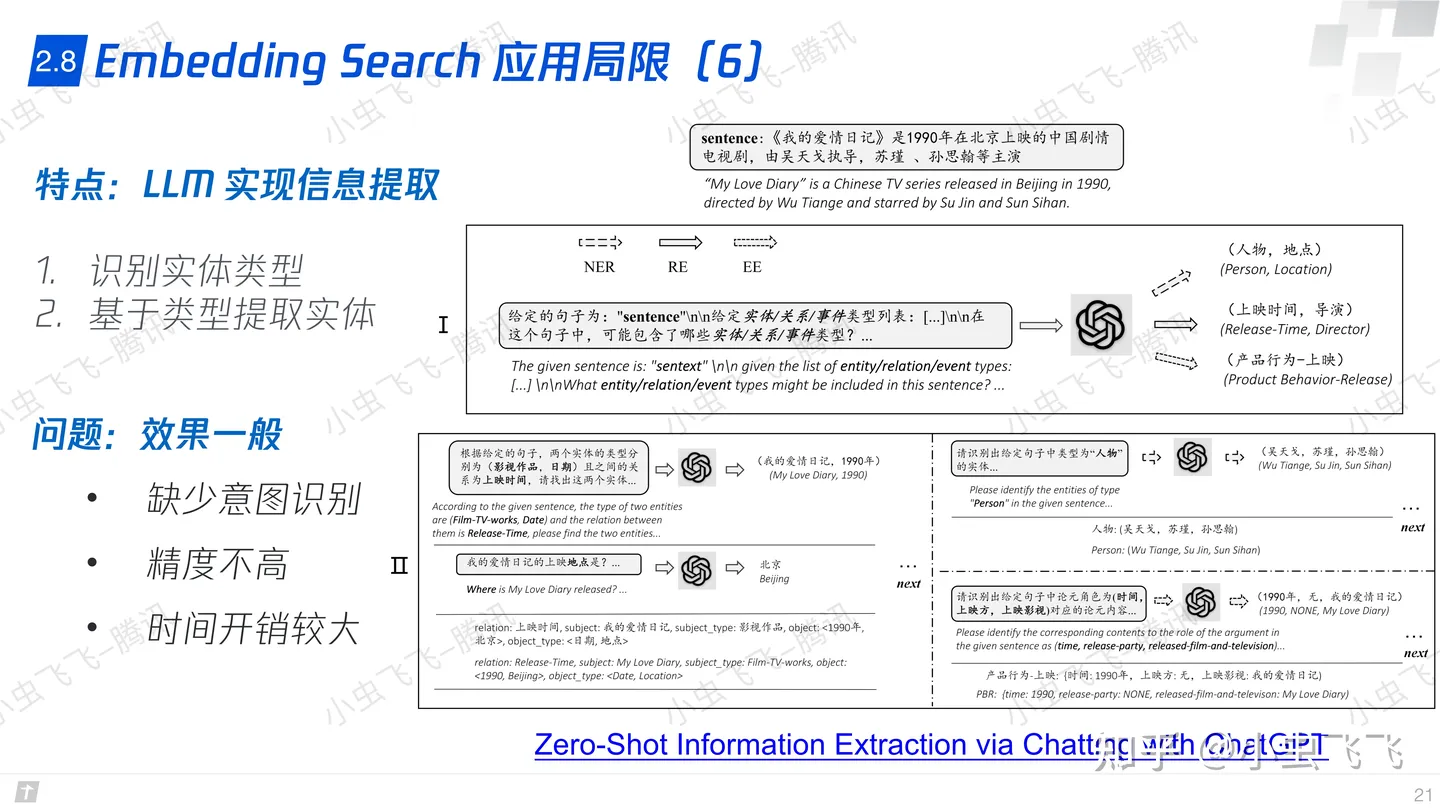 2.8 Embedding Search 应用局限（6）
特点：LLM 实现信息提取
1. 识别实体类型
2. 基于类型提取实体
问题：效果一般
• 缺少意图识别
• 精度不高
• 时间开销较大
sentence:《我的爱情日记》是1990年在北京上映的中国剧情
电视剧，由吴天戈执导，苏瑾 、孙思翰等主演
“My Love Diary” is a Chinese TV series released in Beijing in 1990,
directed by Wu Tiange and starred by Su Jin and Sun Sihan.
NER RE EE
I
给定的句子为："sentence"\n\n给定实体/关系/事件类型列表：[...]\n\n在
这个句子中，可能包含了哪些实体/关系/事件类型？...
The given sentence is: "sentext" \n\n given the list of entity/relation/event types:
[...] \n\nWhat entity/relation/event types might be included in this sentence? ...
（人物，地点）
(Person, Location)
（上映时间，导演）
(Release-Time, Director)
（产品行为-上映）
(Product Behavior-Release)
II
根据给定的句子，两个实体的类型分
别为（影视作品，日期）且之间的关
系为上映时间，请找出这两个实体...
（我的爱情日记，1990年）
(My Love Diary, 1990)
According to the given sentence, the type of two entities
are (Film-TV-works, Date) and the relation between
them is Release-Time, please find the two entities...
我的爱情日记的上映地点是？...
北京
Beijing
Where is My Love Diary released? ...
...
next
relation: 上映时间, subject: 我的爱情日记, subject_type: 影视作品, object: <1990年,
北京>, object_type: <日期, 地点>
relation: Release-Time, subject: My Love Diary, subject_type: Film-TV-works, object:
<1990, Beijing>, object_type: <Date, Location>
请识别出给定句子中类型为“人物”
的实体...
（吴天戈，苏瑾，孙思翰）
(Wu Tiange, Su Jin, Sun Sihan)
Please identify the entities of type
"Person" in the given sentence...
...
next
人物: (吴天戈，苏瑾，孙思翰)
Person: (Wu Tiange, Su Jin, Sun Sihan)
请识别出给定句子中论元角色为(时间，
上映方，上映影视)对应的论元内容...
（1990年，无，我的爱情日记）
(1990, NONE, My Love Diary)
Please identify the corresponding contents to the role of the argument in
the given sentence as (time, release-party, released-film-and-television)...
...
next
产品行为-上映: (时间: 1990年，上映方: 无，上映影视: 我的爱情日记)
PBR: (time: 1990, release-party: NONE, released-film-and-televison: My Love Diary)
Zero-Shot Information Extraction via Chatting with ChatGPT
知乎 @小虫飞飞
小虫飞飞-腾讯
21